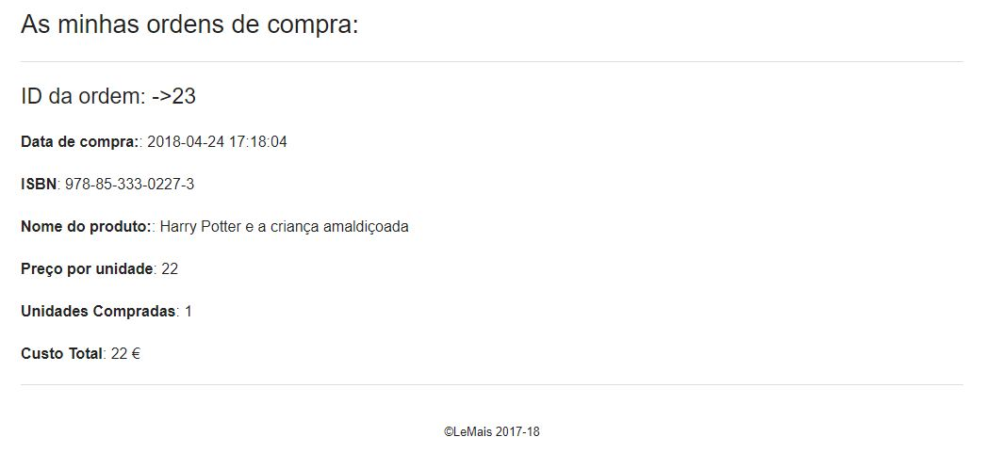 As minhas ordens de compra:
ID da ordem: ->23
Data de compra:: 2018-04-24 17:18:04
ISBN: 978-85-333-0227-3
Nome do produto:: Harry Potter e a criança amaldiçoada
Preço por unidade: 22
Unidades Compradas: 1
Custo Total: 22 €
©LeMais 2017-18